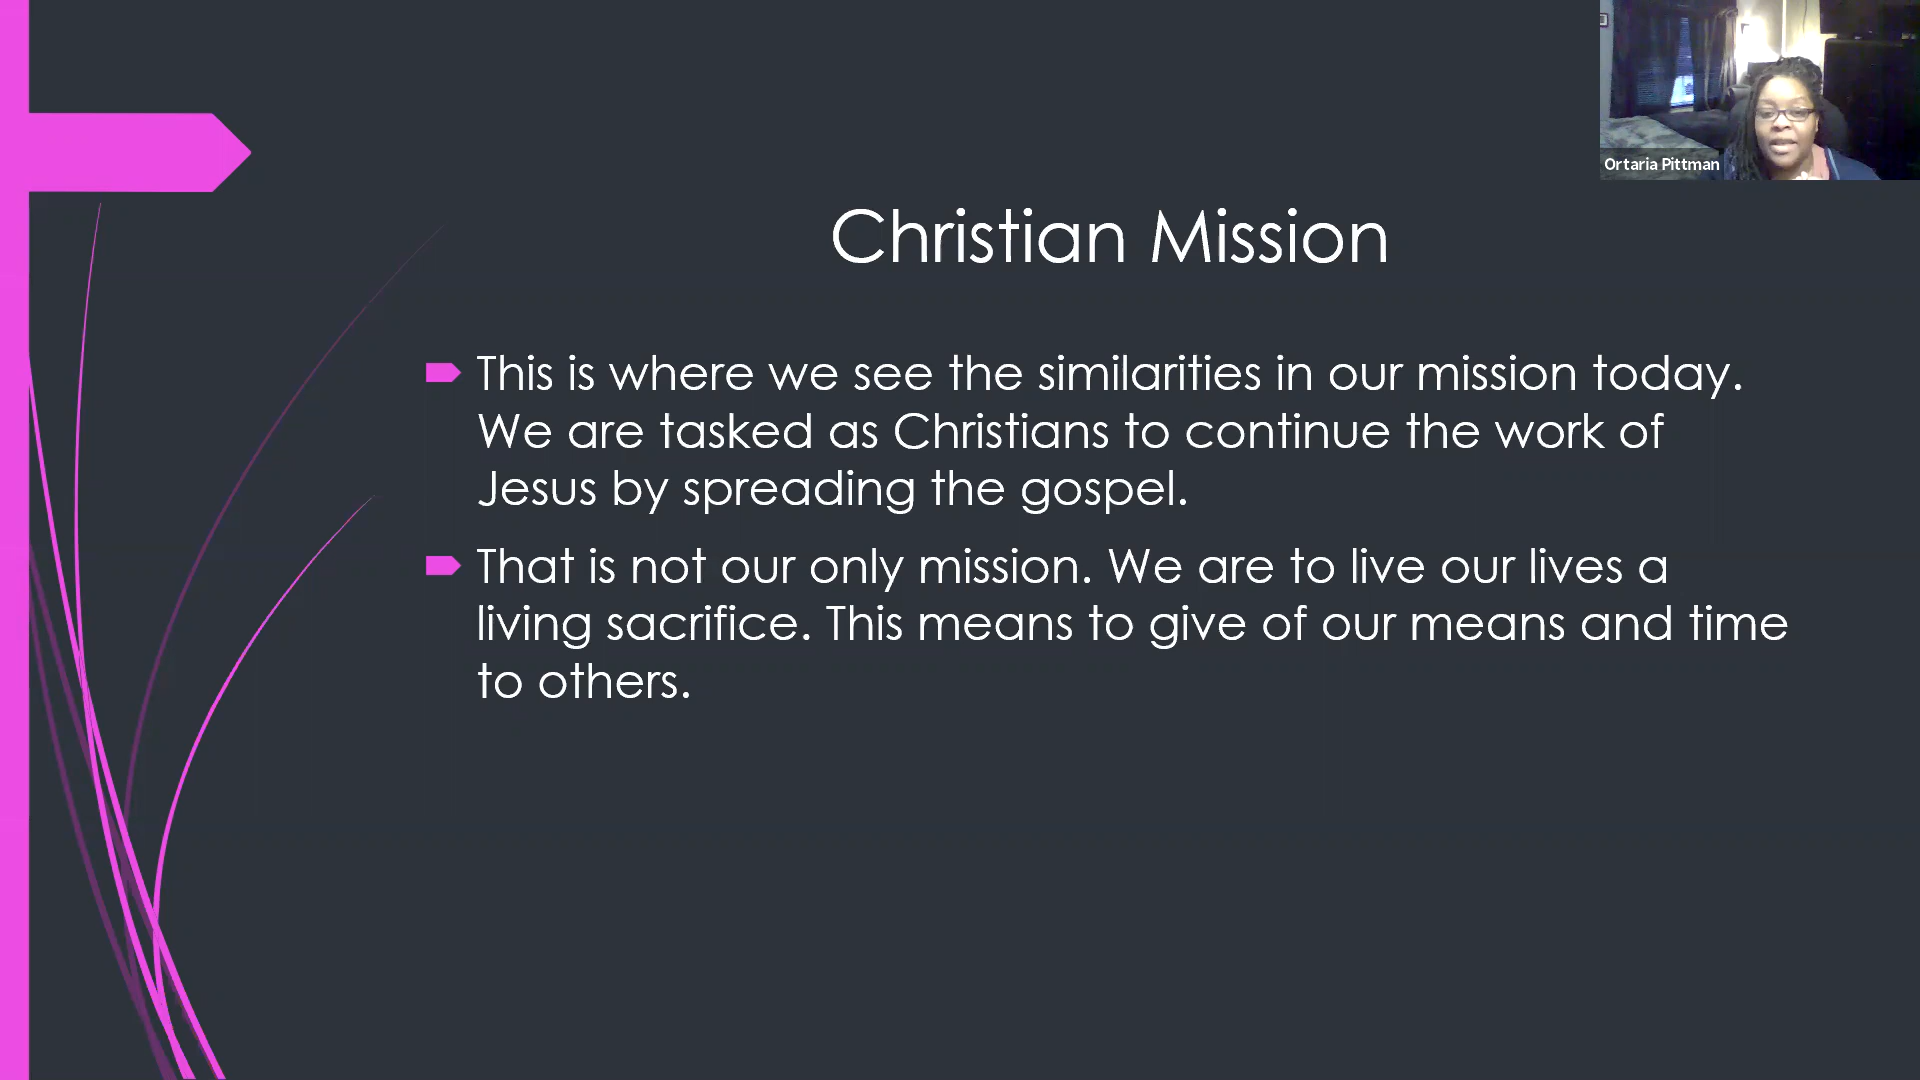 Ortaria Pittman
Christian Mission
This is where we see the similarities in our mission today.
We are tasked as Christians to continue the work of
Jesus by spreading the gospel.
That is not our only mission. We are to live our lives a
living sacrifice. This means to give of our means and time
to others.